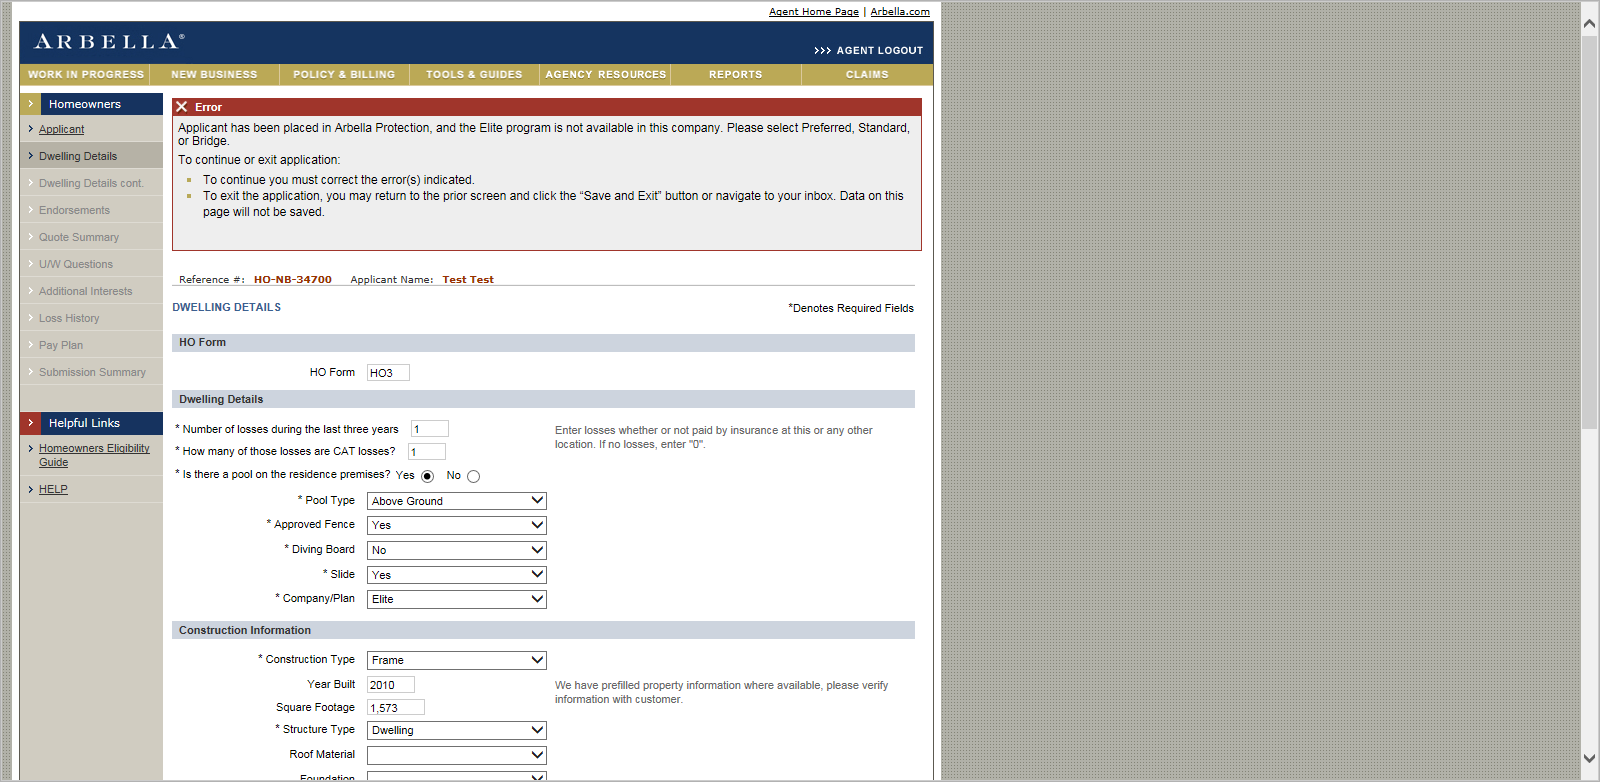 Agent Home Page | Arbella.com
ARBELLA®
>>> AGENT LOGOUT
WORK IN PROGRESS NEW BUSINESS POLICY & BILLING TOOLS & GUIDES AGENCY RESOURCES REPORTS CLAIMS
Homeowners
Applicant
Dwelling Details
Dwelling Details cont.
Endorsements
Quote Summary
U/W Questions
Additional Interests
Loss History
Pay Plan
Submission Summary
Helpful Links
Homeowners Eligibility
Guide
HELP
Error
Applicant has been placed in Arbella Protection, and the Elite program is not available in this company. Please select Preferred, Standard,
or Bridge.
To continue or exit application:
To continue you must correct the error(s) indicated.
To exit the application, you may return to the prior screen and click the “Save and Exit” button or navigate to your inbox. Data on this
page will not be saved.
Reference #: HO-NB-34700 Applicant Name: Test Test
DWELLING DETAILS
*Denotes Required Fields
HO Form
HO Form HO3
Dwelling Details
* Number of losses during the last three years 1
Enter losses whether or not paid by insurance at this or any other
location. If no losses, enter "0".
* How many of those losses are CAT losses? 1
* Is there a pool on the residence premises? Yes No
* Pool Type Above Ground
* Approved Fence Yes
* Diving Board No
* Slide Yes
* Company/Plan Elite
Construction Information
* Construction Type Frame
Year Built 2010
We have prefilled property information where available, please verify
information with customer.
Square Footage 1,573
* Structure Type Dwelling
Roof Material
Foundation